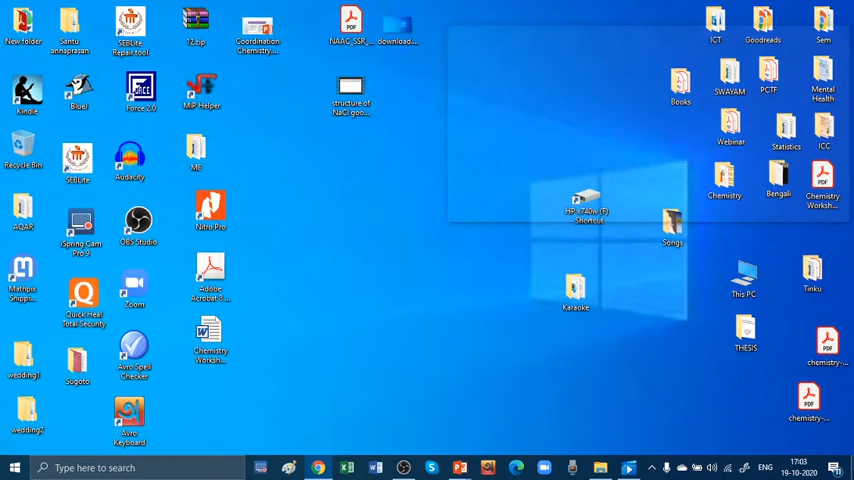 New folder
Santu
annaprasan
SEBLite
Repair tool
12.zip
Coordination
Chemistry....
NAAC_SSR_...
download....
ICT
Goodreads
Sem
Kindle
BlueJ
Force 2.0
MIP Helper
structure of
NaCl goo...
Books
SWAYAM
PCTF
Mental
Health
Recycle Bin
SEBLite
Audacity
ME
Webinar
Statistics
ICC
AQAR
iSpring Cam
Pro 9
OBS Studio
Nitro Pro
HP x740w (F)
- Shortcut
Songs
Chemistry
Bengali
Chemistry
Worksh...
Mathpix
Snippi...
Quick Heal
Total Security
Zoom
Adobe
Acrobat 8 ...
Karaoke
This PC
Tinku
wedding1
Sugoto
Avro Spell
Checker
Chemistry
Worksh...
THESIS
chemistry-...
wedding2
Avro
Keyboard
chemistry-...
Type here to search
ENG
17:03
19-10-2020